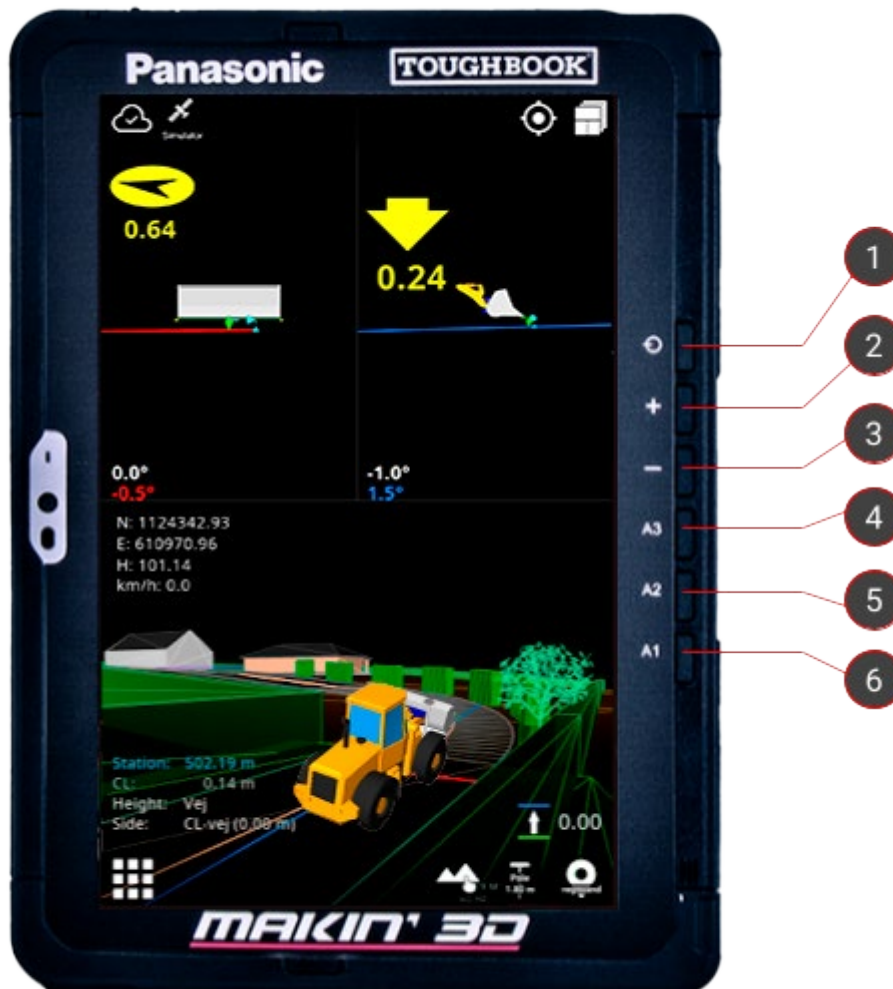 Panasonic TOUGHBOOK
Simulator
0.64
0.24
0.0°
-0.5°
-1.0°
1.5°
N: 1124342.93
E: 610970.96
H: 101.14
km/h: 0.0
Station: 502.19 m
CL: 0.14 m
Height: Vej
Side: CL-vej (0.00 m)
0.00
Pole
1.80 m
MAKIN' 3D
+
−
A3
A2
A1
1
2
3
4
5
6